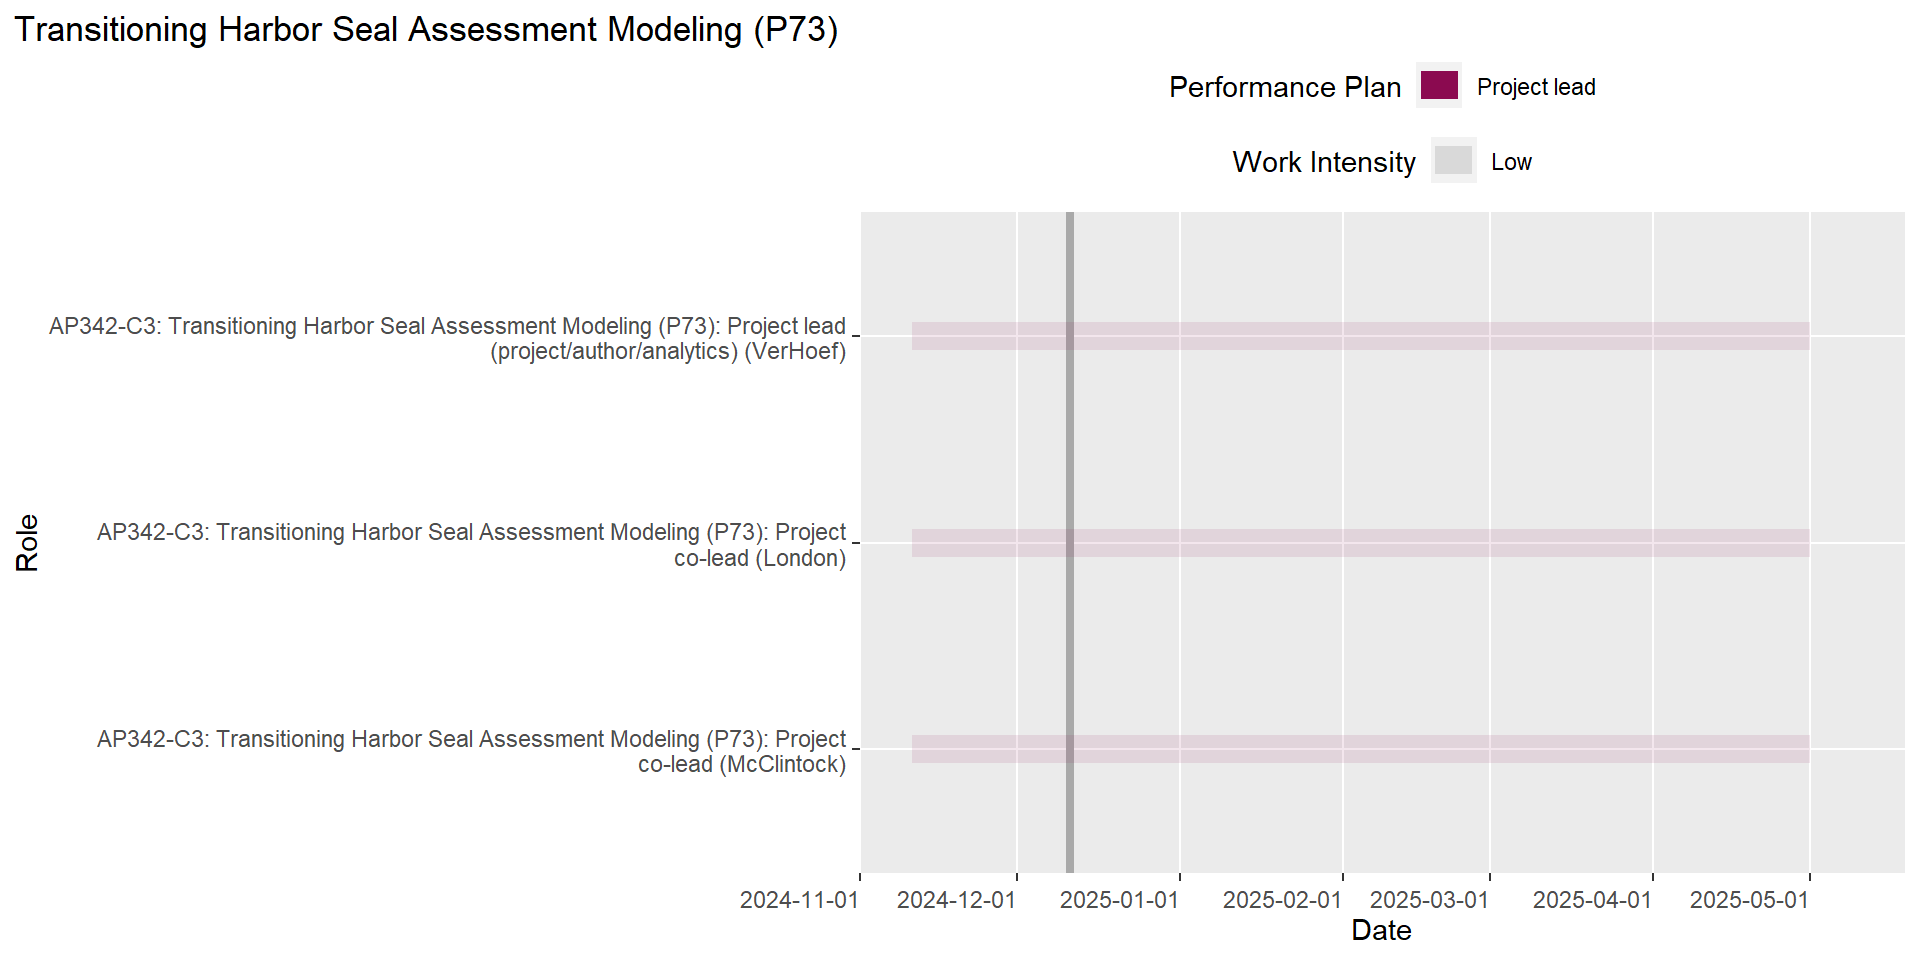 Transitioning Harbor Seal Assessment Modeling (P73)
Performance Plan
Project lead
Work Intensity
Low
AP342-C3: Transitioning Harbor Seal Assessment Modeling (P73): Project lead
(project/author/analytics) (VerHoef)
AP342-C3: Transitioning Harbor Seal Assessment Modeling (P73): Project
co-lead (London)
AP342-C3: Transitioning Harbor Seal Assessment Modeling (P73): Project
co-lead (McClintock)
Role
2024-11-01
2024-12-01
2025-01-01
2025-02-01
2025-03-01
2025-04-01
2025-05-01
Date